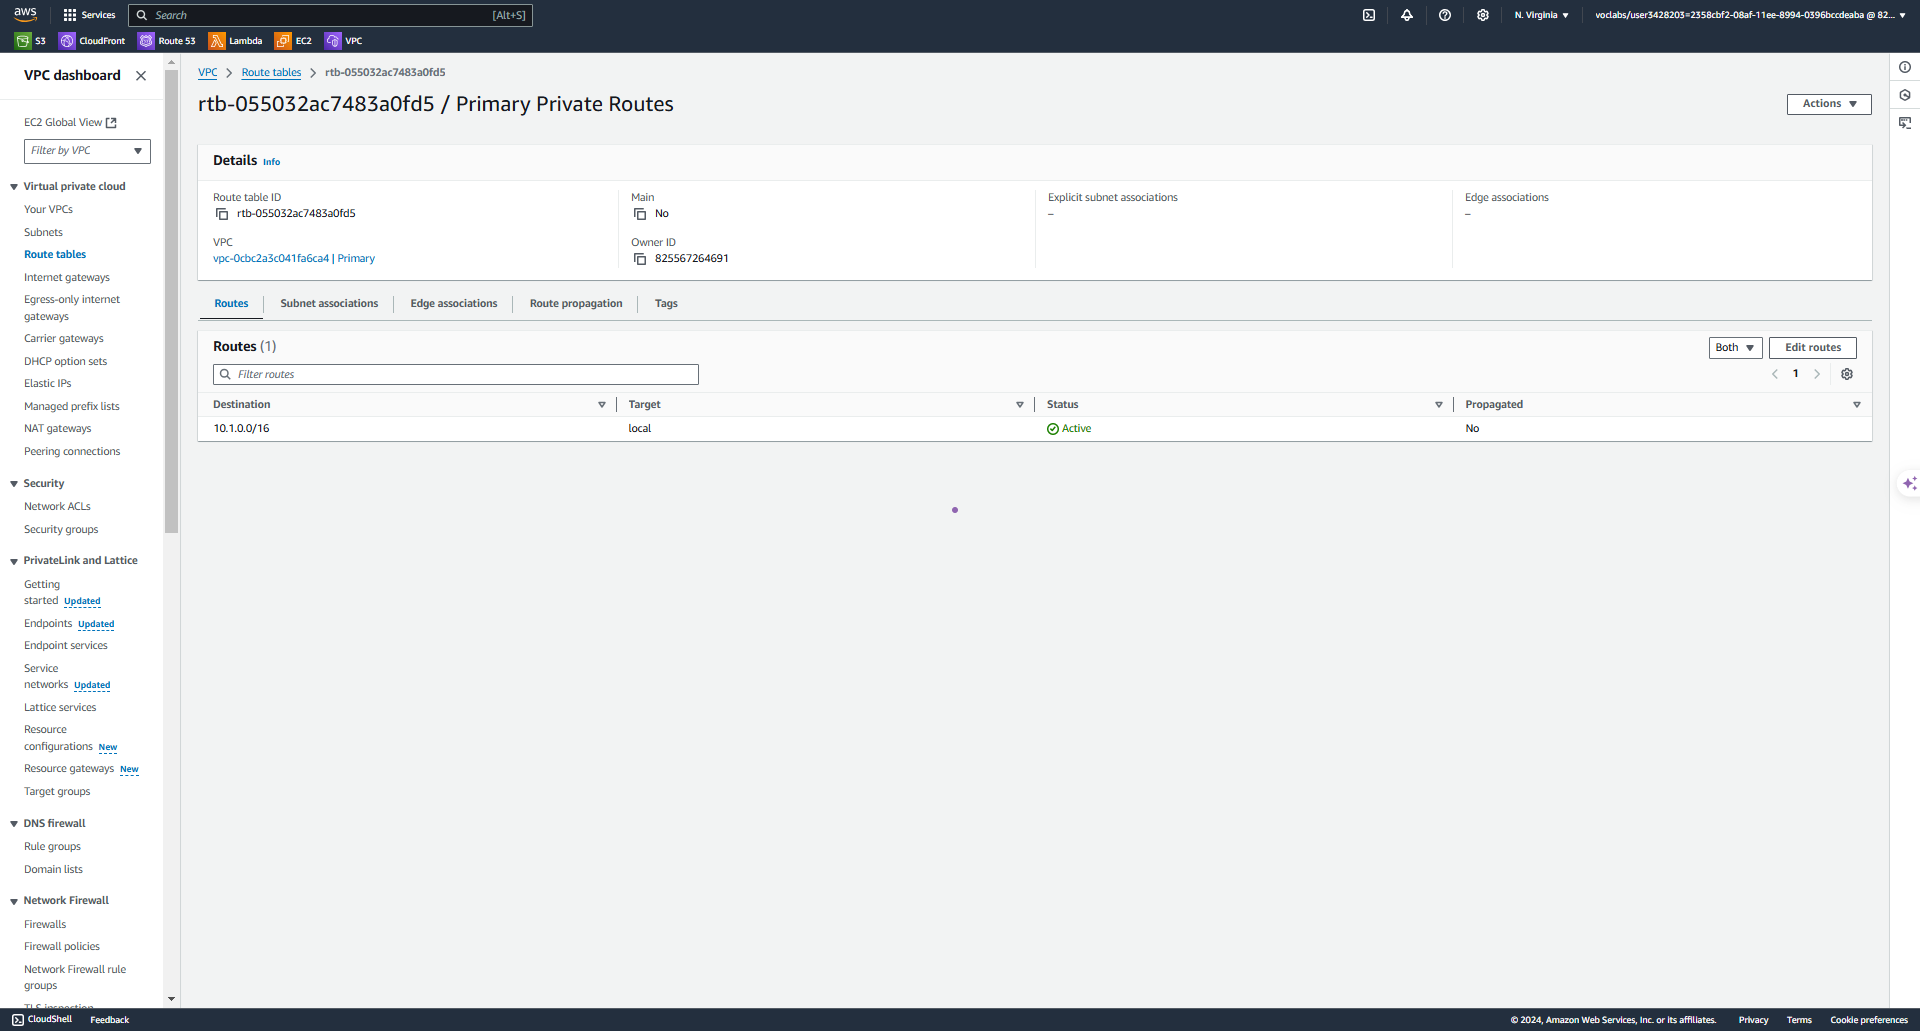 aws
Services
Search
[Alt+S]
N. Virginia
voclabs/user3428203=2358cbf2-08af-11ee-8994-0396bccdeaba @ 82...
S3
CloudFront
Route 53
Lambda
EC2
VPC
VPC dashboard
EC2 Global View
Filter by VPC
Virtual private cloud
Your VPCs
Subnets
Route tables
Internet gateways
Egress-only internet
gateways
Carrier gateways
DHCP option sets
Elastic IPs
Managed prefix lists
NAT gateways
Peering connections
Security
Network ACLs
Security groups
PrivateLink and Lattice
Getting
started Updated
Endpoints Updated
Endpoint services
Service
networks Updated
Lattice services
Resource
configurations New
Resource gateways New
Target groups
DNS firewall
Rule groups
Domain lists
Network Firewall
Firewalls
Firewall policies
Network Firewall rule
groups
TLS inspection
VPC
Route tables
rtb-055032ac7483a0fd5
rtb-055032ac7483a0fd5 / Primary Private Routes
Actions
Details Info
Route table ID
rtb-055032ac7483a0fd5
Main
No
Explicit subnet associations
–
Edge associations
–
VPC
vpc-0cbc2a3c041fa6ca4 | Primary
Owner ID
825567264691
Routes
Subnet associations
Edge associations
Route propagation
Tags
Routes (1)
Both
Edit routes
Filter routes
1
Destination
Target
Status
Propagated
10.1.0.0/16
local
Active
No
CloudShell
Feedback
© 2024, Amazon Web Services, Inc. or its affiliates.
Privacy
Terms
Cookie preferences